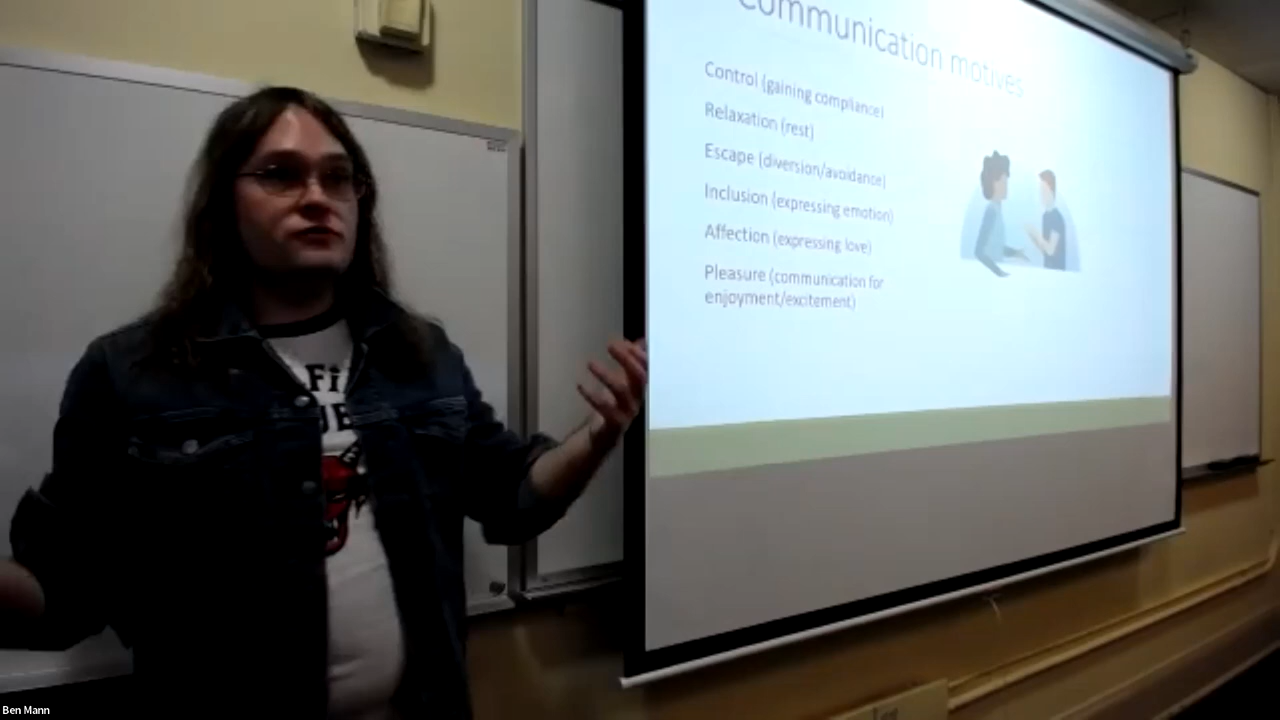 Communication motives
Control (gaining compliance)
Relaxation (rest)
Escape (diversion/avoidance)
Inclusion (expressing emotion)
Affection (expressing love)
Pleasure (communication for
enjoyment/excitement)
Ben Mann